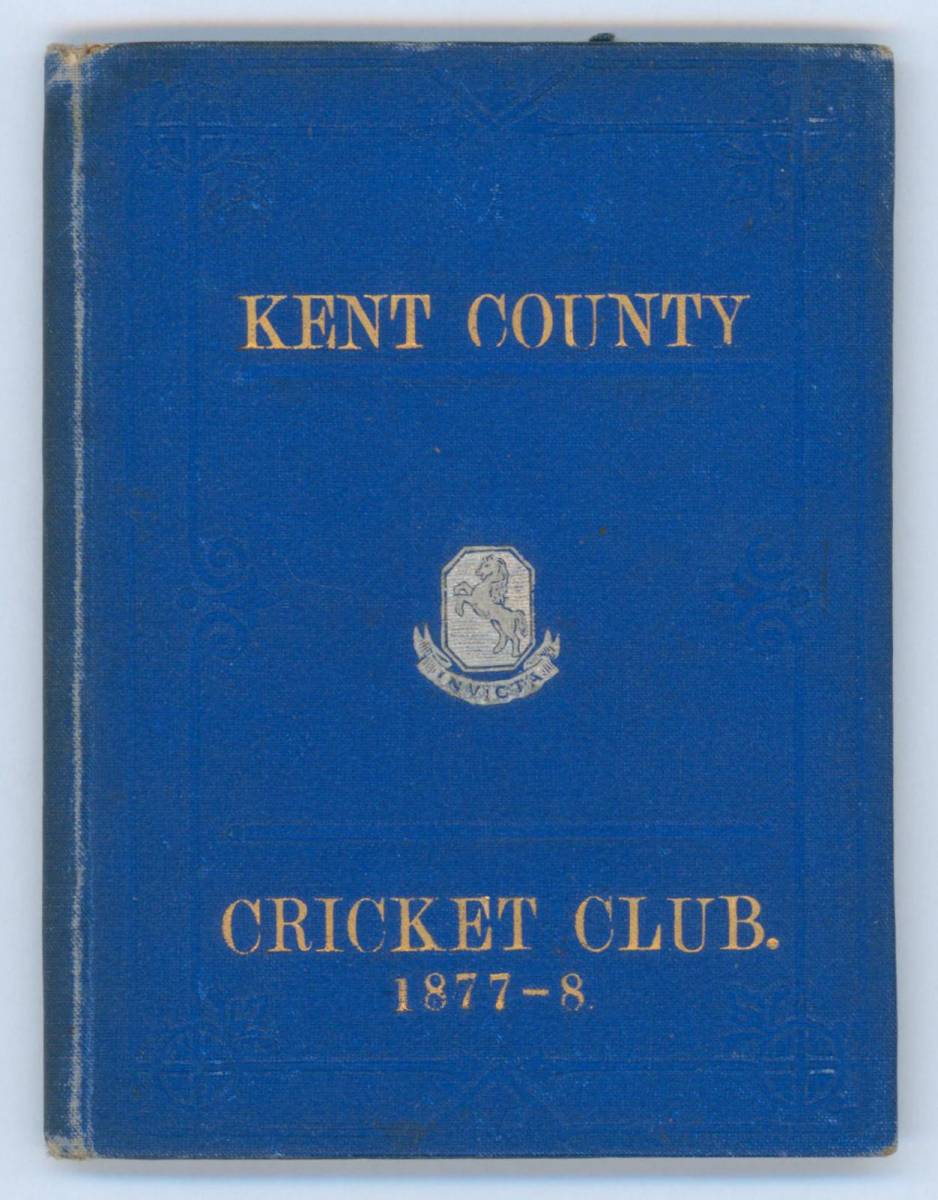 KENT COUNTY
INVICTA
CRICKET CLUB.
1877-8.